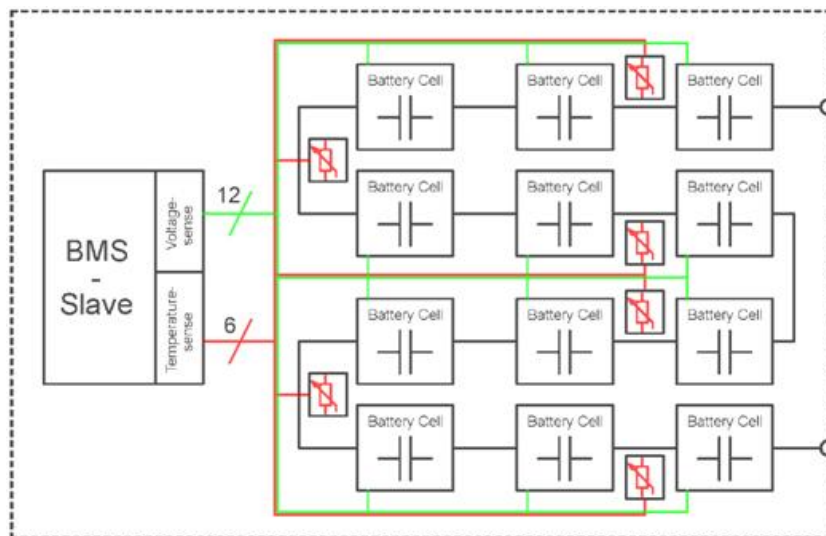 Battery Cell
Battery Cell
Battery Cell
Battery Cell
Battery Cell
Battery Cell
12
Voltage-
sense
BMS
-
Slave
6
Temperature-
sense
Battery Cell
Battery Cell
Battery Cell
Battery Cell
Battery Cell
Battery Cell